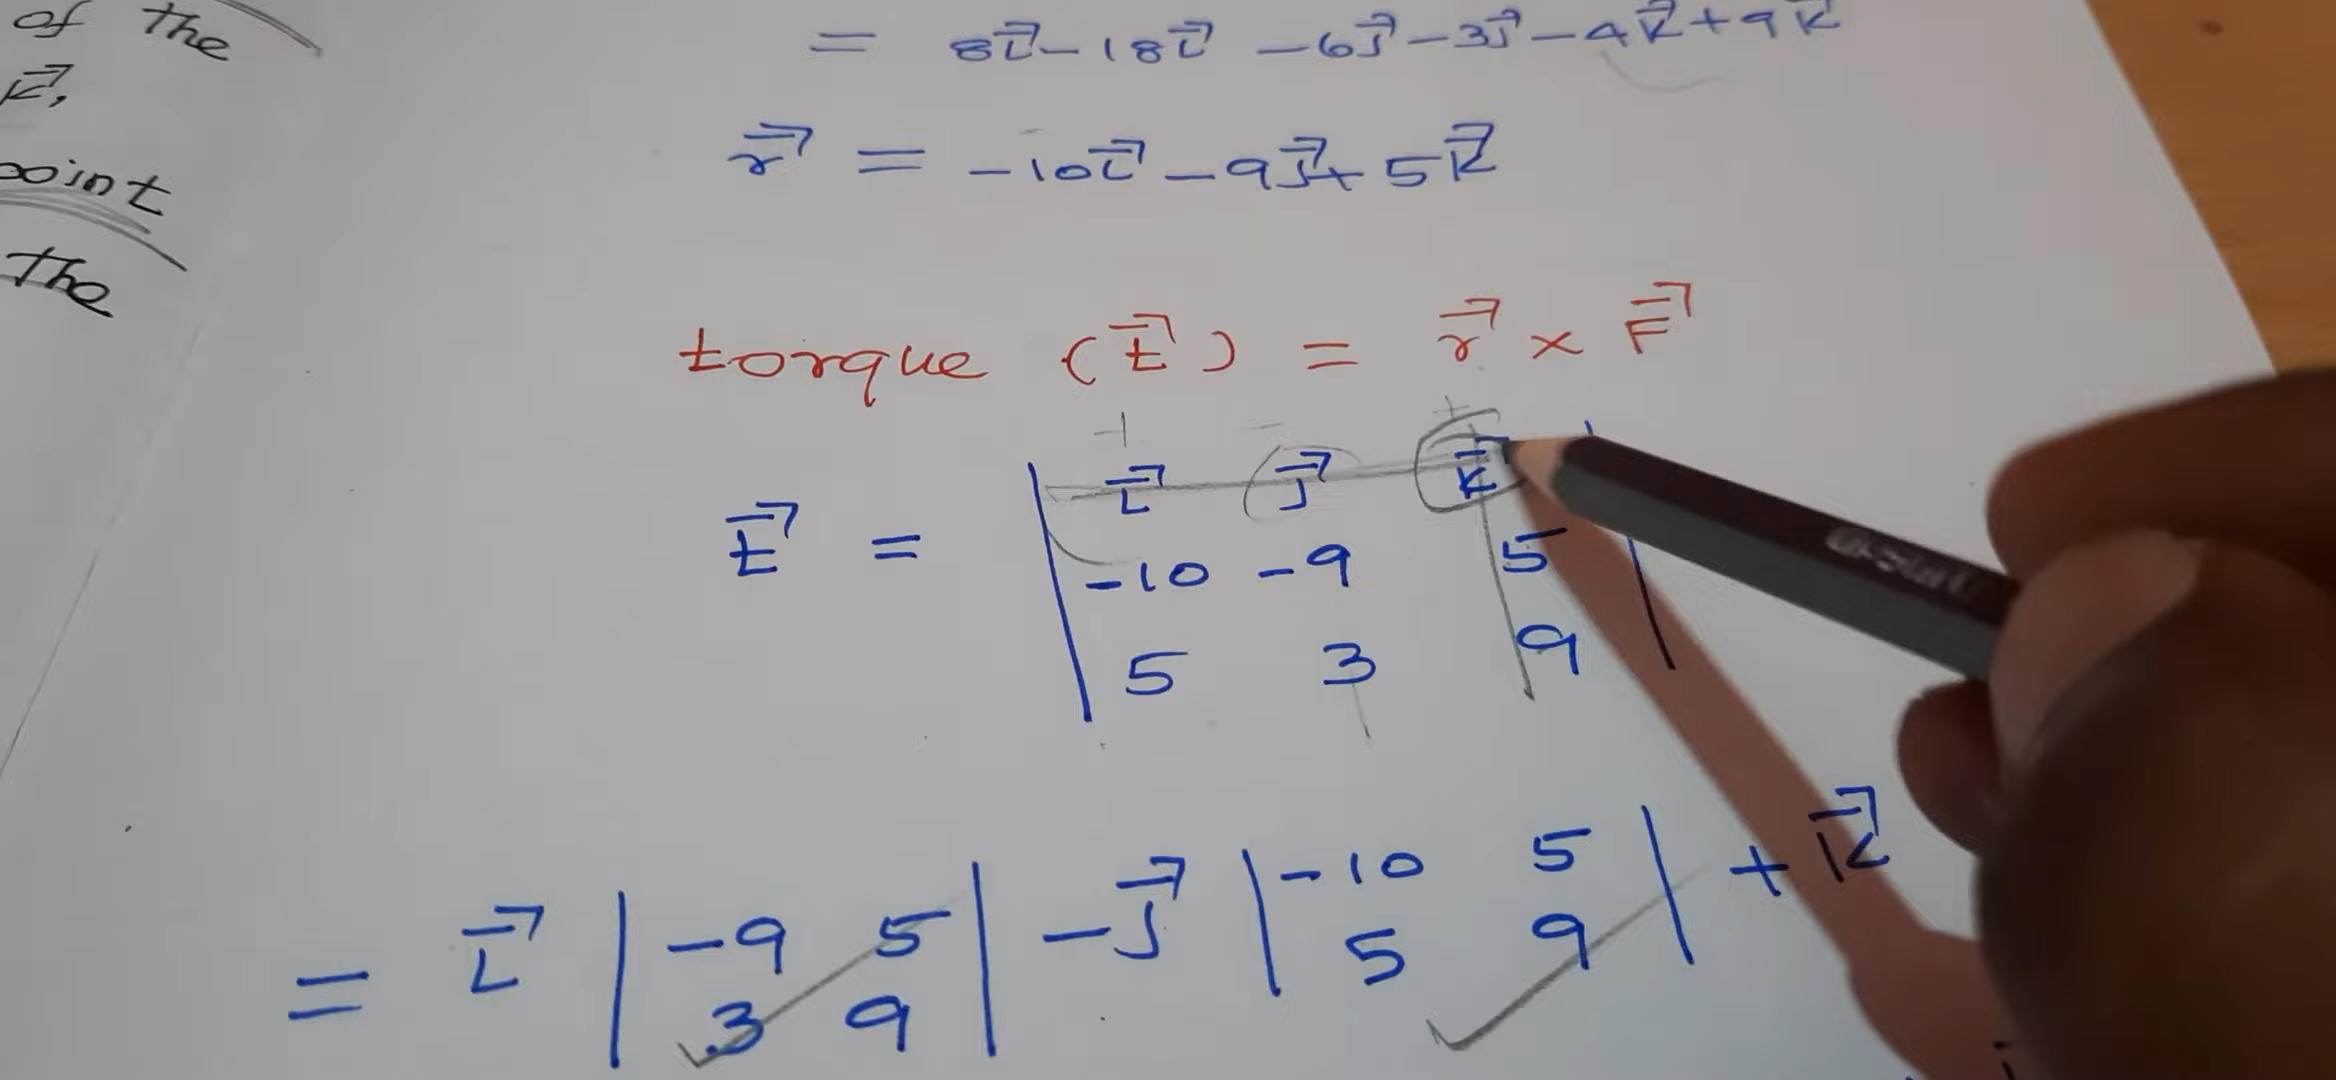 of the
K⃗,
point
the
= 8i⃗ - 18i⃗ - 6j⃗ - 3j⃗ - 4k⃗ + 9k⃗
r⃗ = -10i⃗ - 9j⃗ + 5k⃗
torque (t⃗) = r⃗ × F⃗
+ - +
t⃗ = | i⃗ j⃗ k⃗ |
-10 -9 5
5 3 9
= i⃗ | -9 5 | - j⃗ | -10 5 | + k⃗
3 9 5 9